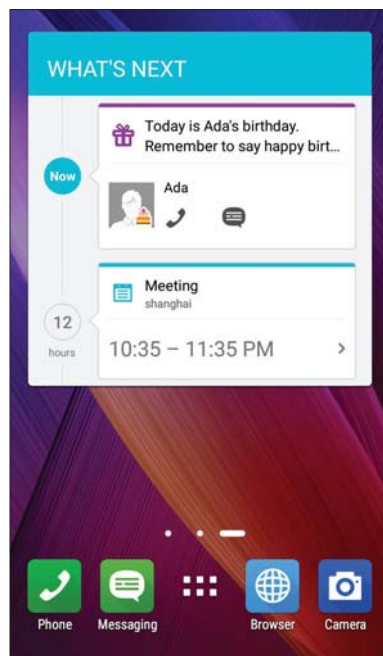 WHAT'S NEXT
Today is Ada's birthday.
Remember to say happy birt...
Now
Ada
Meeting
shanghai
12
hours
10:35 – 11:35 PM
Phone
Messaging
Browser
Camera